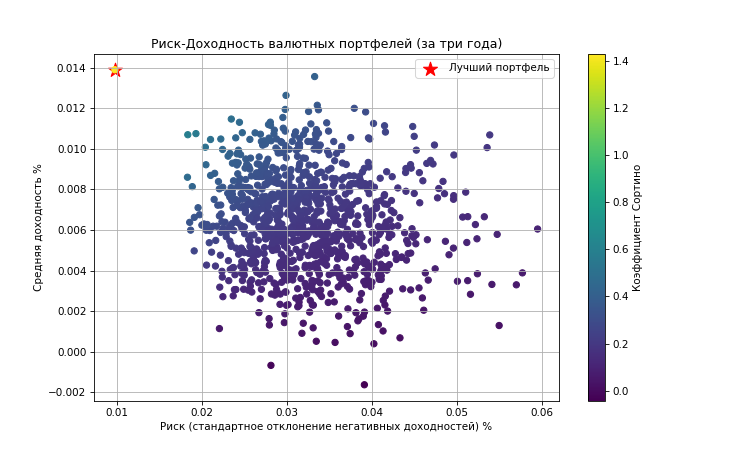 Риск-Доходность валютных портфелей (за три года)
Лучший портфель
Средняя доходность %
0.014
0.012
0.010
0.008
0.006
0.004
0.002
0.000
−0.002
0.01 0.02 0.03 0.04 0.05 0.06
Риск (стандартное отклонение негативных доходностей) %
1.4
1.2
1.0
0.8
0.6
0.4
0.2
0.0
Коэффициент Сортино